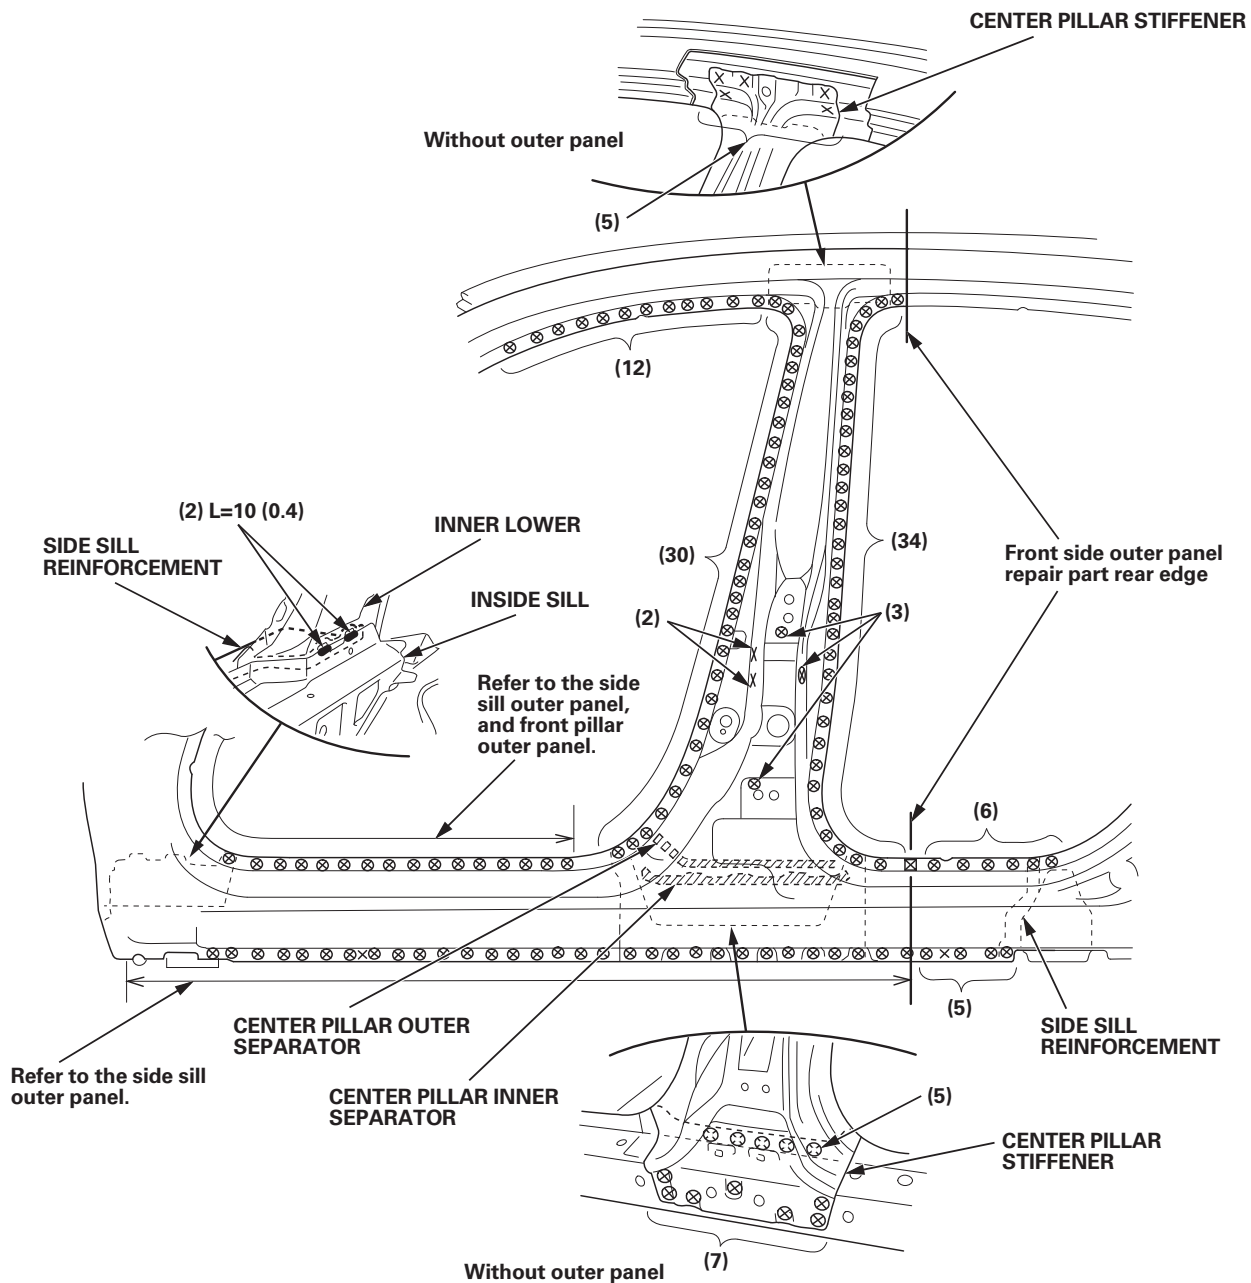 CENTER PILLAR STIFFENER
Without outer panel
(5)
(12)
(2) L=10 (0.4)
INNER LOWER
SIDE SILL
REINFORCEMENT
INSIDE SILL
(30)
(34)
Front side outer panel
repair part rear edge
(2)
(3)
Refer to the side
sill outer panel,
and front pillar
outer panel.
(6)
(5)
CENTER PILLAR OUTER
SEPARATOR
SIDE SILL
REINFORCEMENT
Refer to the side sill
outer panel.
CENTER PILLAR INNER
SEPARATOR
(5)
CENTER PILLAR
STIFFENER
(7)
Without outer panel